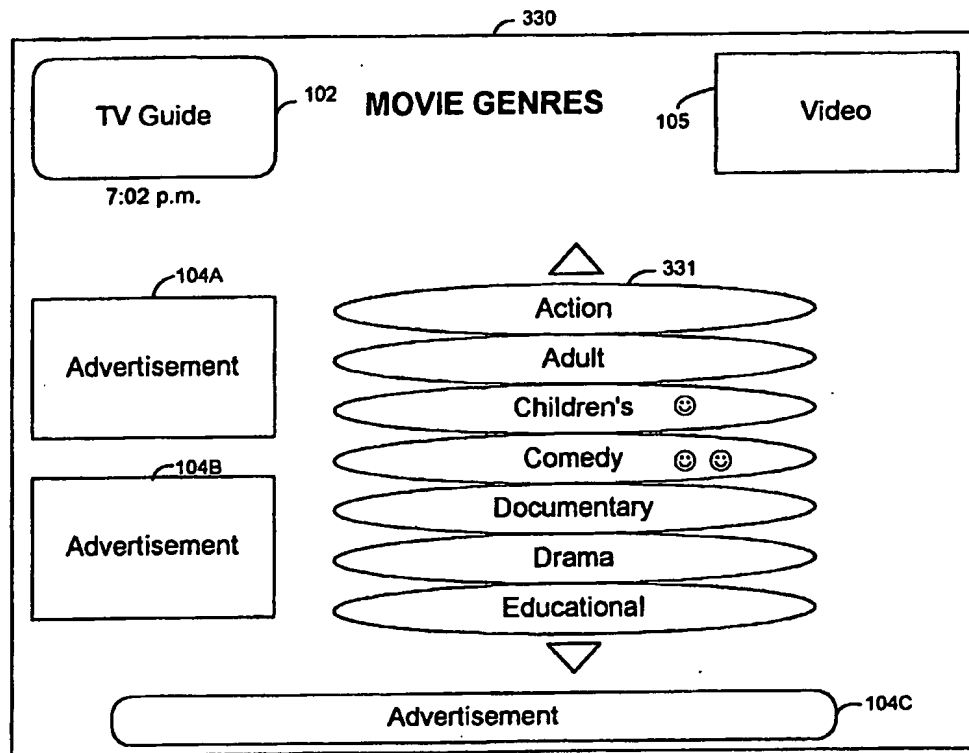 330
TV Guide
102
MOVIE GENRES
105
Video
7:02 p.m.
104A
Advertisement
104B
Advertisement
331
Action
Adult
Children's ☺
Comedy ☺ ☺
Documentary
Drama
Educational
Advertisement
104C